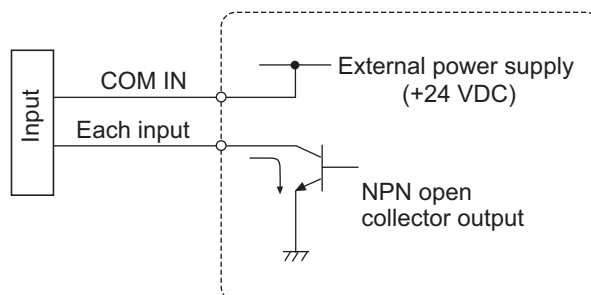 Input
COM IN
Each input
External power supply
(+24 VDC)
NPN open
collector output